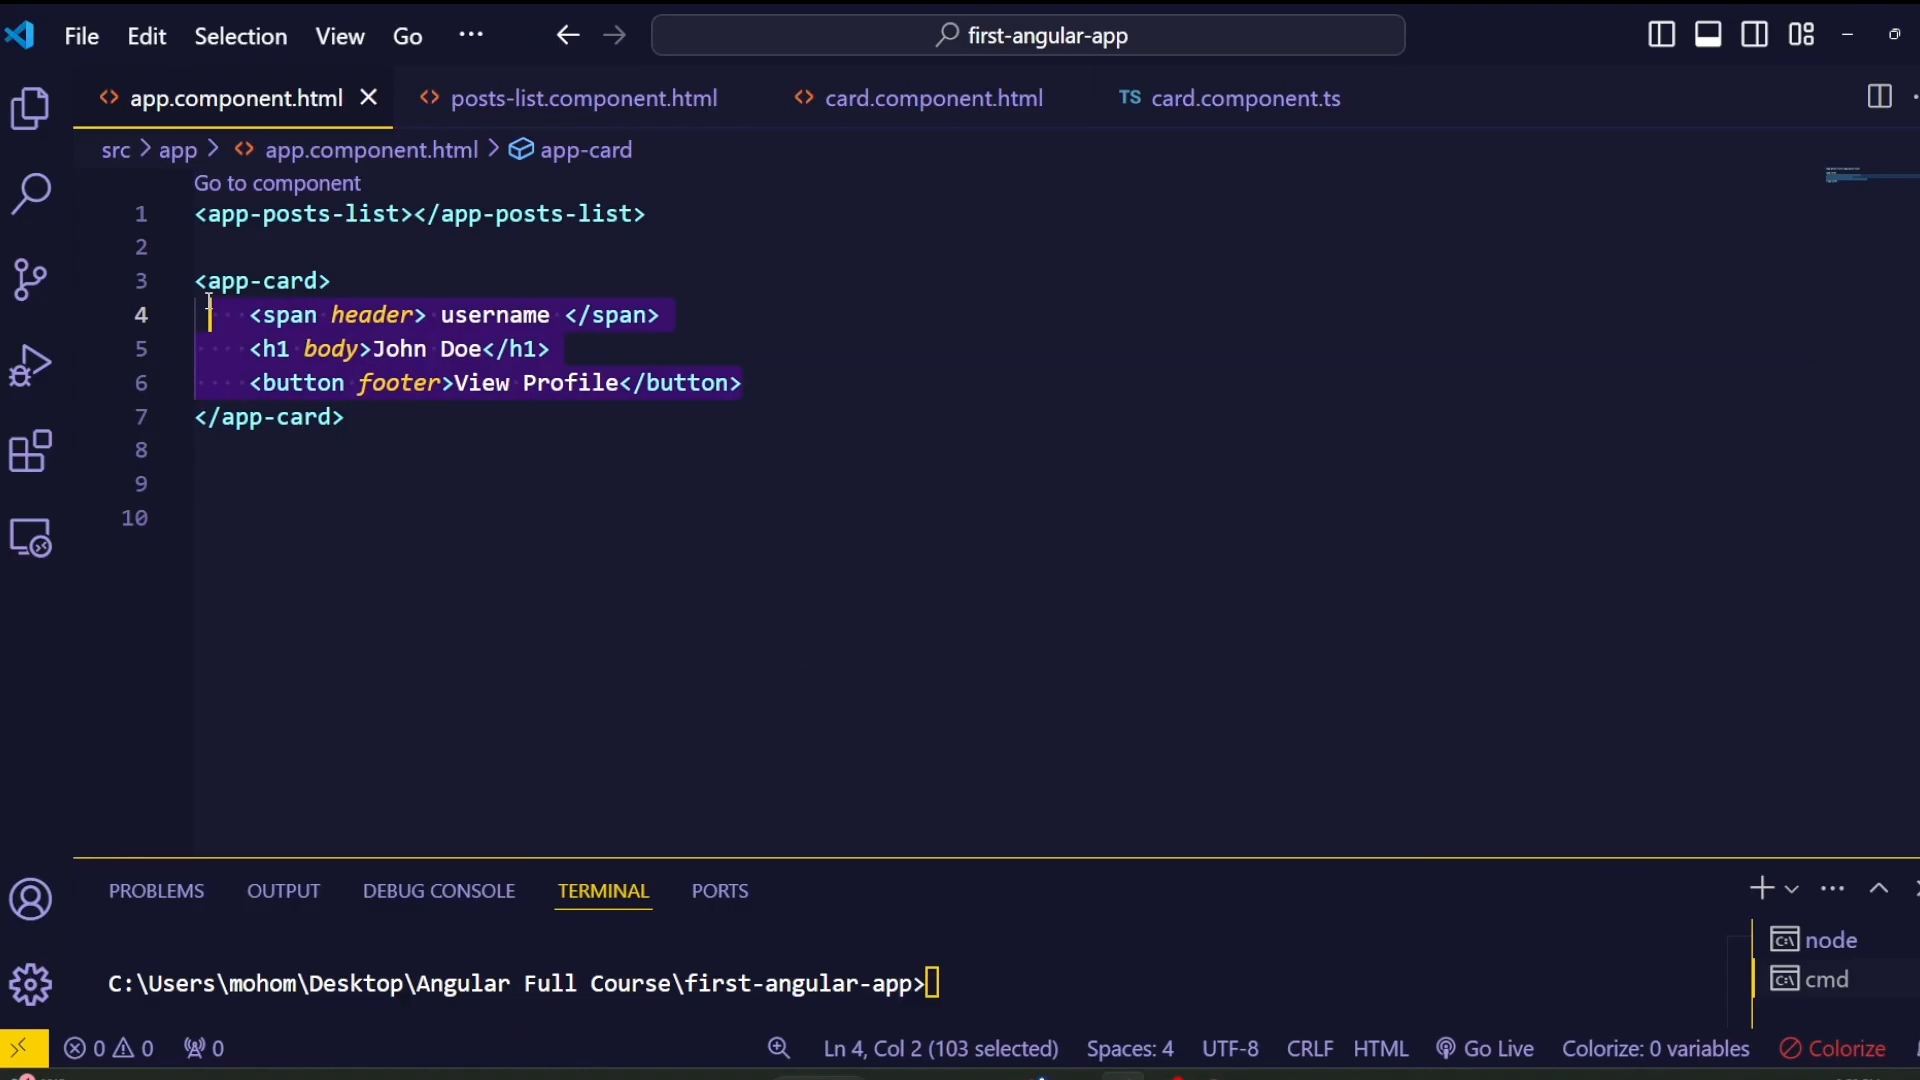 File Edit Selection View Go ··· first-angular-app
app.component.html posts-list.component.html card.component.html TS card.component.ts
src > app > app.component.html > app-card
Go to component
1 <app-posts-list></app-posts-list>
2
3 <app-card>
4 <span header> username </span>
5 <h1 body>John Doe</h1>
6 <button footer>View Profile</button>
7 </app-card>
8
9
10
PROBLEMS OUTPUT DEBUG CONSOLE TERMINAL PORTS
node
C:\Users\mohom\Desktop\Angular Full Course\first-angular-app>
cmd
0 0 0 Ln 4, Col 2 (103 selected) Spaces: 4 UTF-8 CRLF HTML Go Live Colorize: 0 variables Colorize